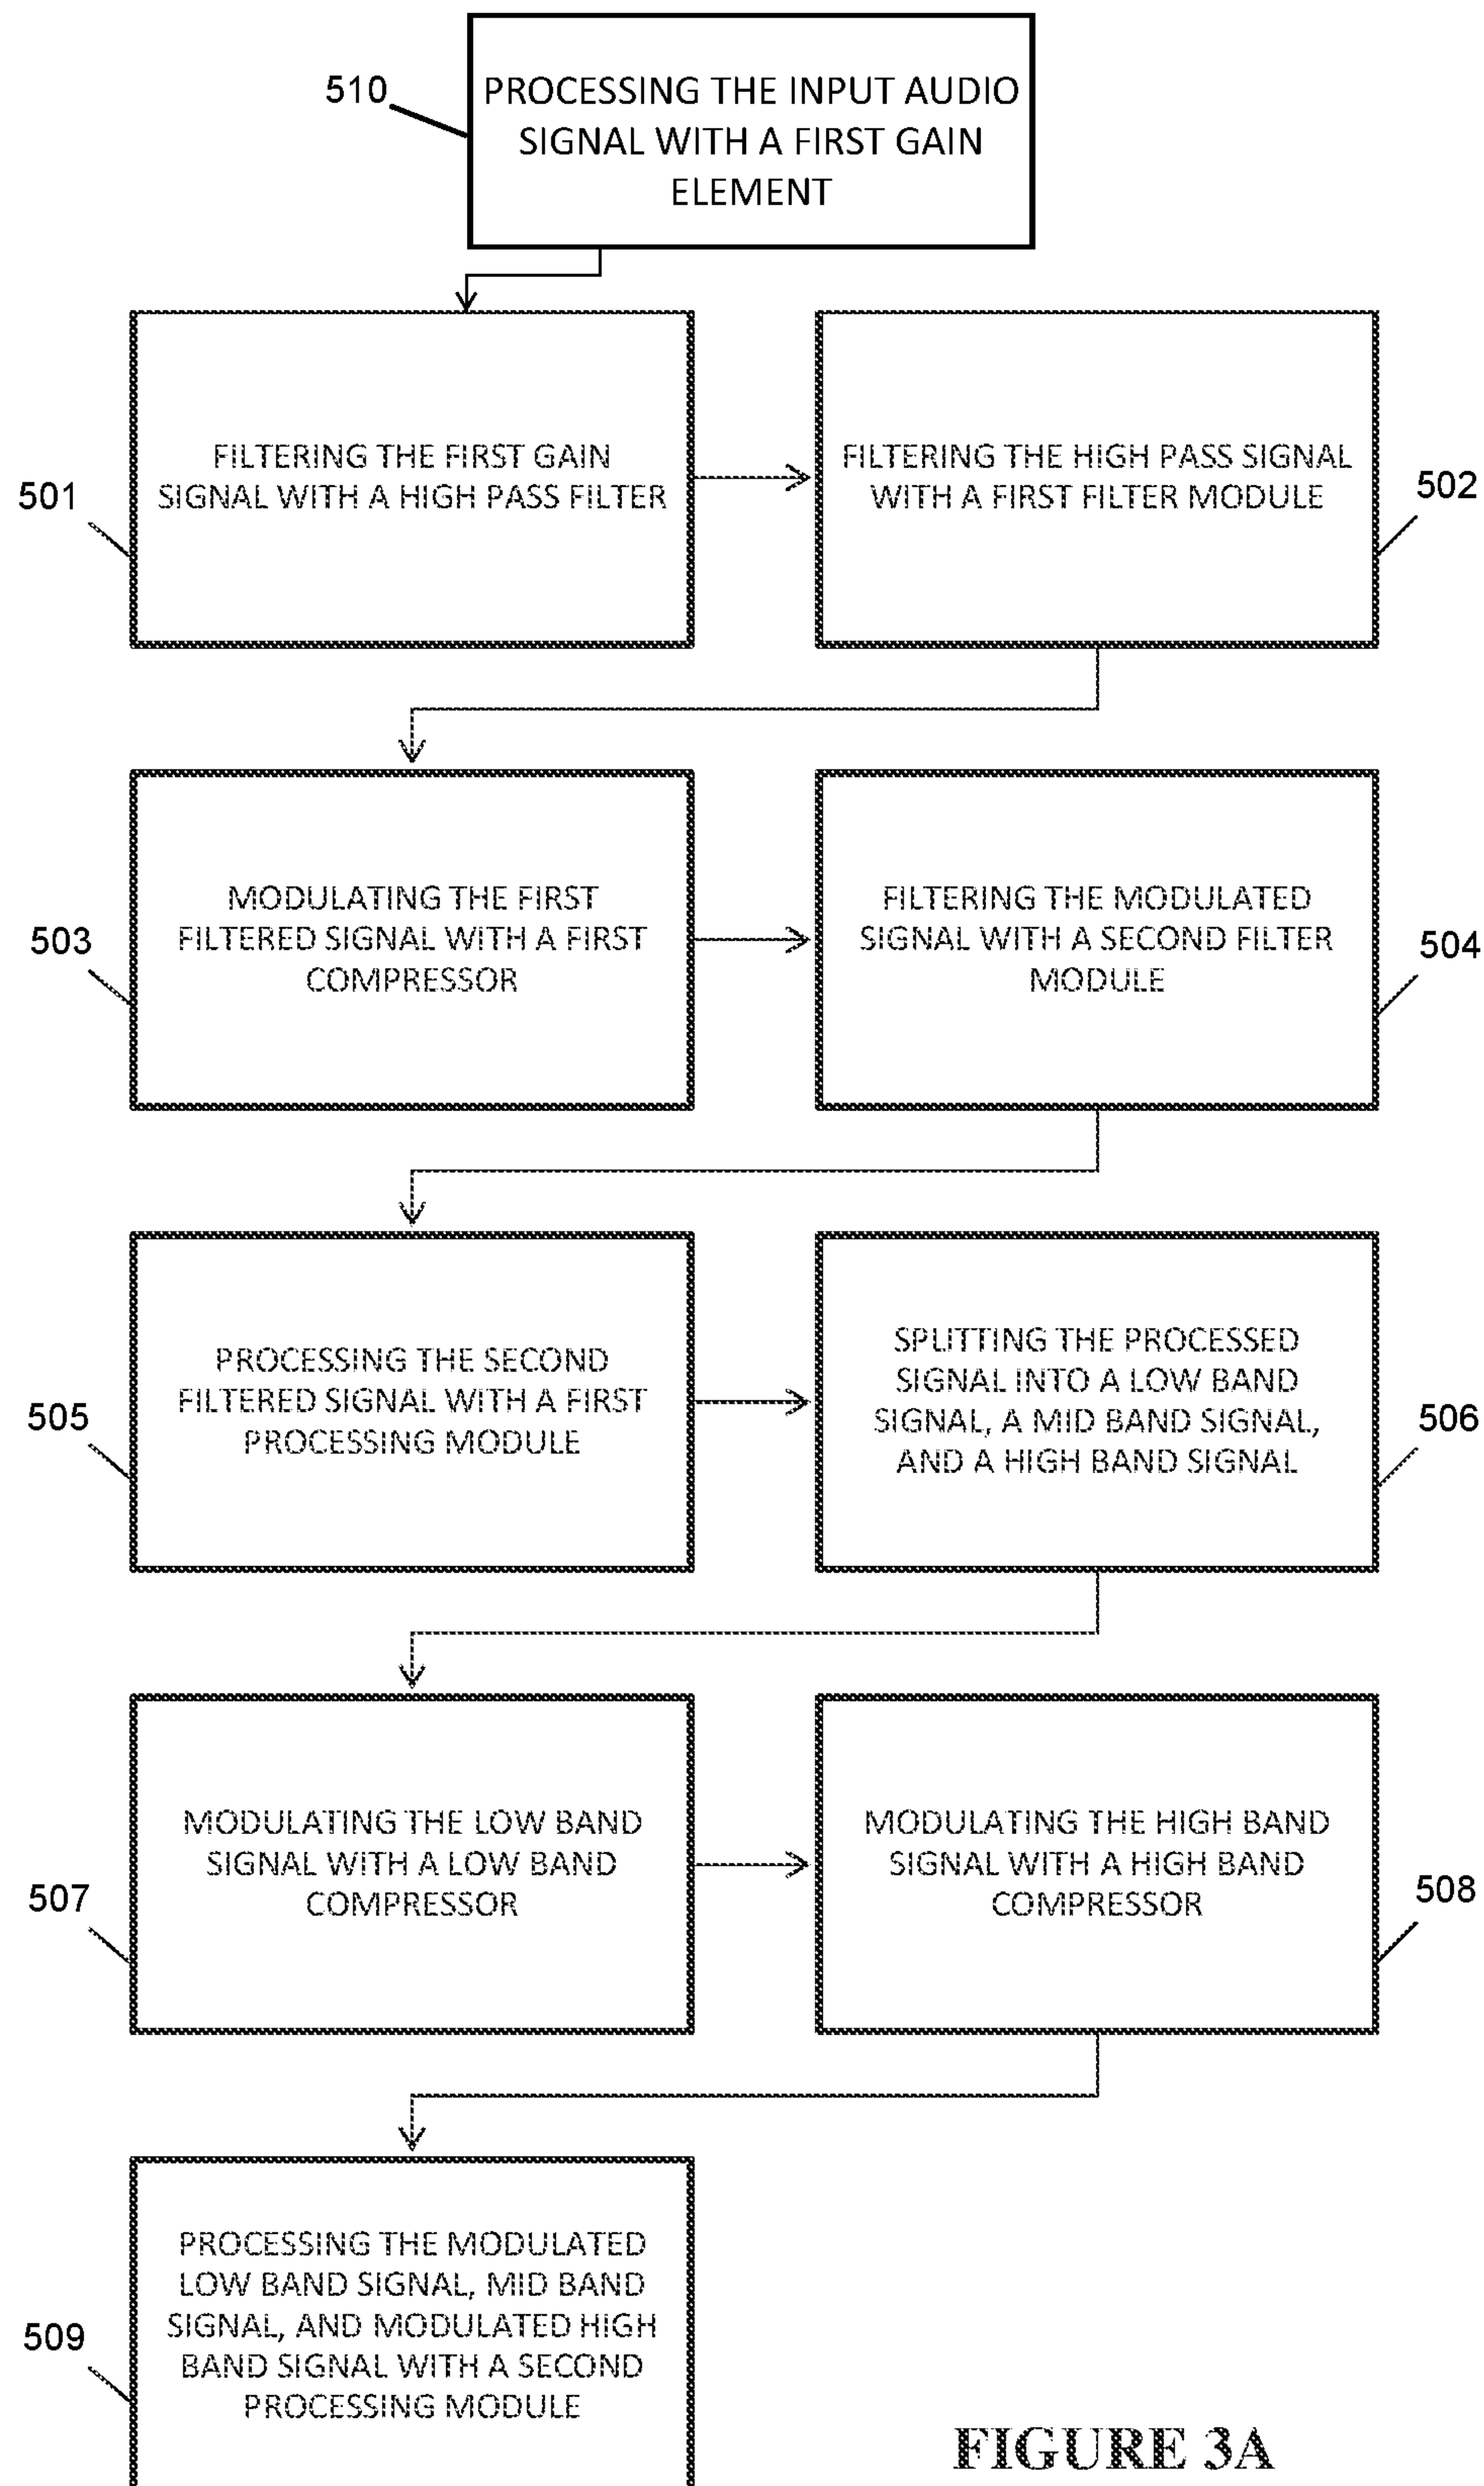 510
PROCESSING THE INPUT AUDIO
SIGNAL WITH A FIRST GAIN
ELEMENT
501
FILTERING THE FIRST GAIN
SIGNAL WITH A HIGH PASS FILTER
FILTERING THE HIGH PASS SIGNAL
WITH A FIRST FILTER MODULE
502
503
MODULATING THE FIRST
FILTERED SIGNAL WITH A FIRST
COMPRESSOR
FILTERING THE MODULATED
SIGNAL WITH A SECOND FILTER
MODULE
504
505
PROCESSING THE SECOND
FILTERED SIGNAL WITH A FIRST
PROCESSING MODULE
SPLITTING THE PROCESSED
SIGNAL INTO A LOW BAND
SIGNAL, A MID BAND SIGNAL,
AND A HIGH BAND SIGNAL
506
507
MODULATING THE LOW BAND
SIGNAL WITH A LOW BAND
COMPRESSOR
MODULATING THE HIGH BAND
SIGNAL WITH A HIGH BAND
COMPRESSOR
508
509
PROCESSING THE MODULATED
LOW BAND SIGNAL, MID BAND
SIGNAL, AND MODULATED HIGH
BAND SIGNAL WITH A SECOND
PROCESSING MODULE
FIGURE 3A